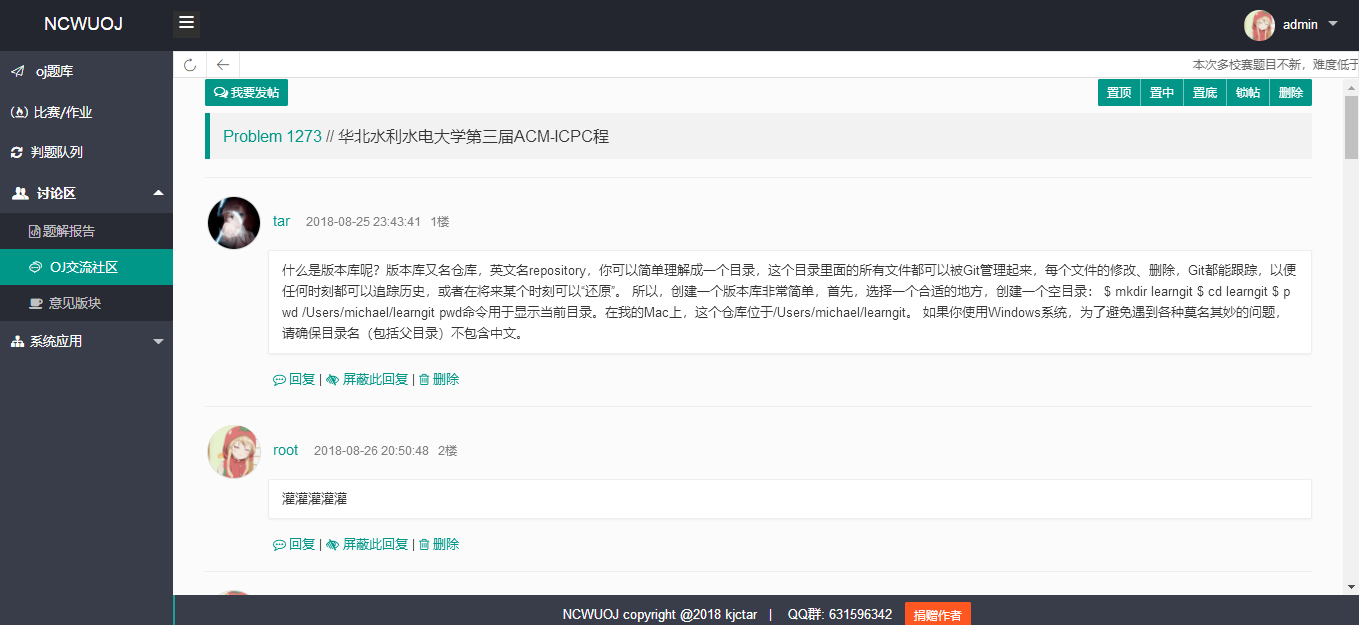 NCWUOJ
admin
oj题库
比赛/作业
判题队列
讨论区
题解报告
OJ交流社区
意见版块
系统应用
本次多校赛题目不新，难度低于
我要发帖
置顶 置中 置底 锁帖 删除
Problem 1273 // 华北水利水电大学第三届ACM-ICPC程
tar 2018-08-25 23:43:41 1楼
什么是版本库呢？版本库又名仓库，英文名repository，你可以简单理解成一个目录，这个目录里面的所有文件都可以被Git管理起来，每个文件的修改、删除，Git都能跟踪，以便
任何时刻都可以追踪历史，或者在将来某个时刻可以“还原”。 所以，创建一个版本库非常简单，首先，选择一个合适的地方，创建一个空目录： $ mkdir learngit $ cd learngit $ p
wd /Users/michael/learngit pwd命令用于显示当前目录。在我的Mac上，这个仓库位于/Users/michael/learngit。 如果你使用Windows系统，为了避免遇到各种莫名其妙的问题，
请确保目录名（包括父目录）不包含中文。
回复 | 屏蔽此回复 | 删除
root 2018-08-26 20:50:48 2楼
灌灌灌灌灌
回复 | 屏蔽此回复 | 删除
NCWUOJ copyright @2018 kjctar | QQ群: 631596342 捐赠作者